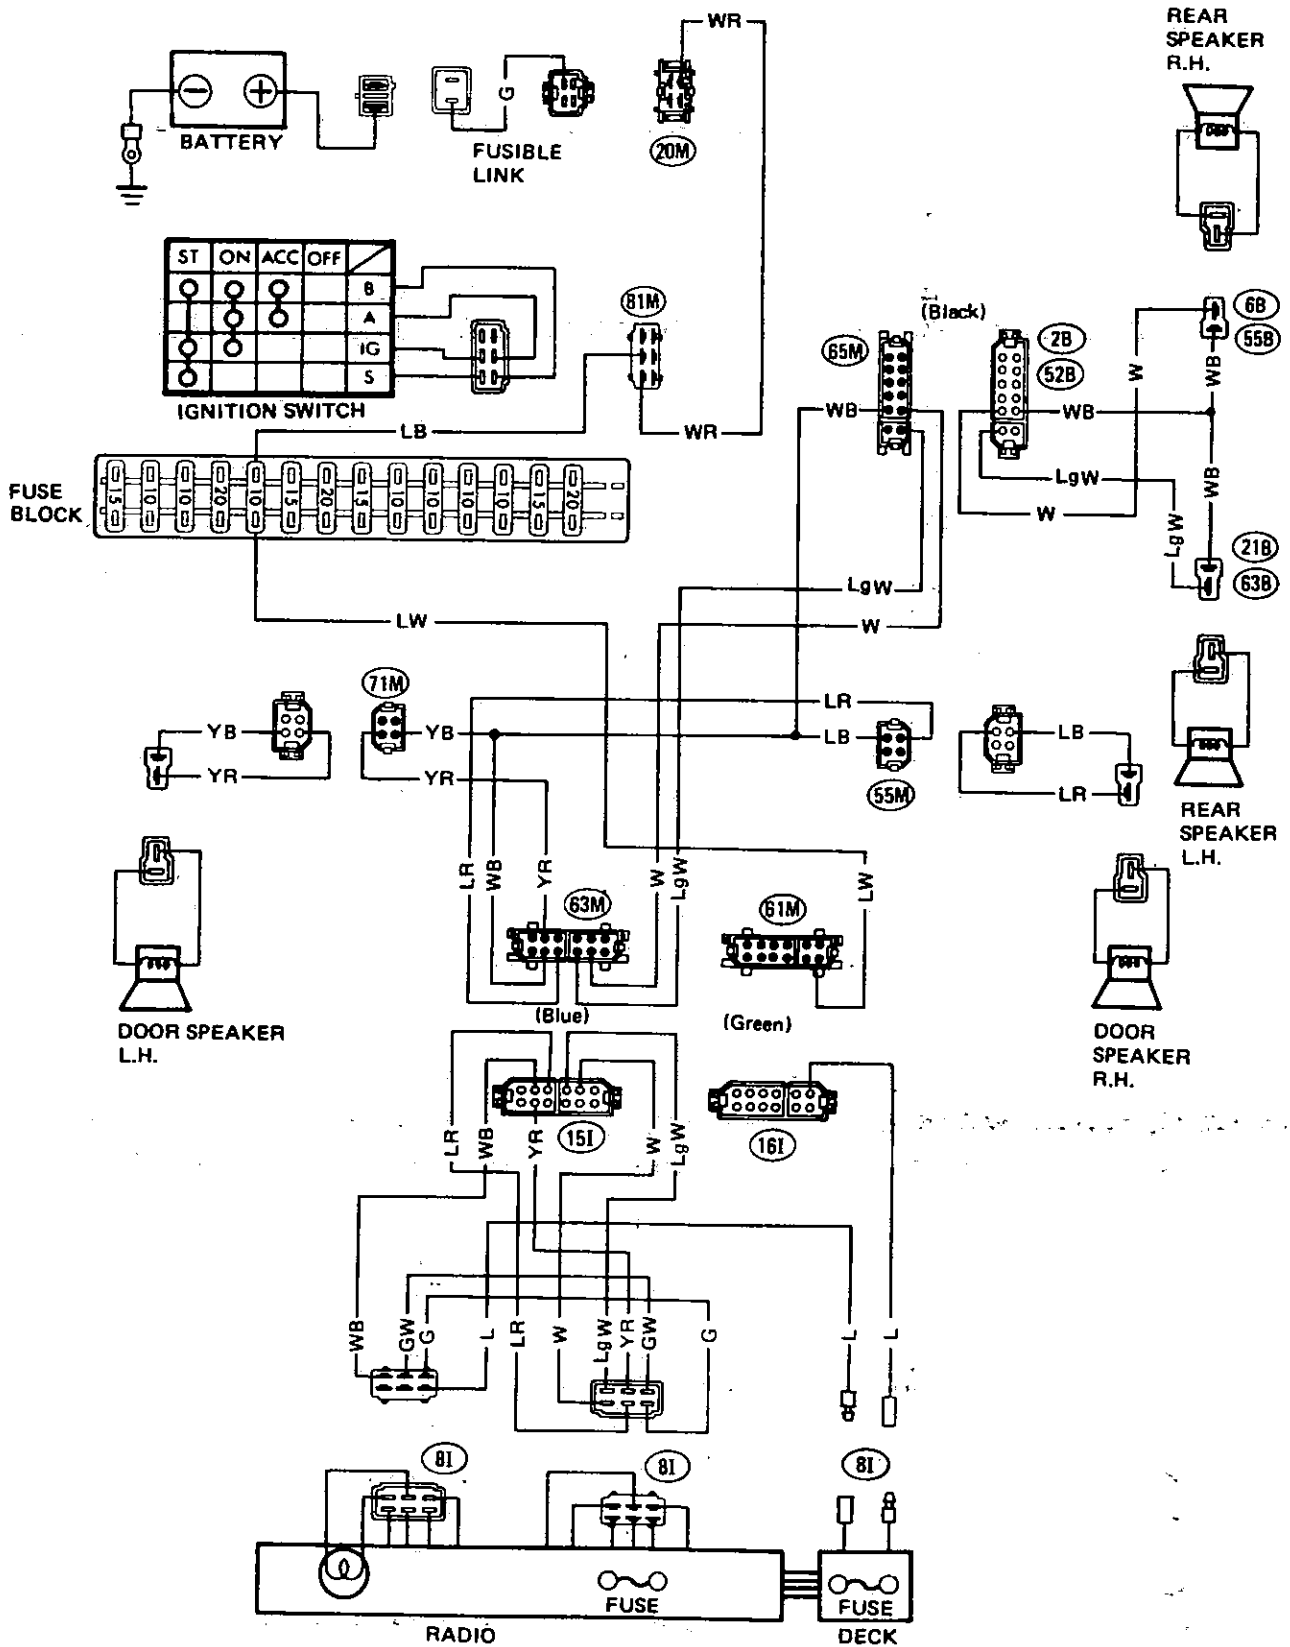 WR
REAR
SPEAKER
R.H.
BATTERY
G
FUSIBLE
LINK
20M
ST ON ACC OFF
B
A
IG
S
IGNITION SWITCH
81M
LB
WR
(Black)
65M
2B
52B
6B
55B
W
WB
WB
WB
LgW
W
WB
LgW
21B
63B
FUSE
BLOCK
15 10 10 20 10 15 20 15 10 10 10 10 15 20
LgW
W
LW
71M
LR
YB
YB
LB
LB
YR
YR
LR
55M
REAR
SPEAKER
L.H.
LR
WB
YR
W
LgW
LW
63M
61M
DOOR SPEAKER
L.H.
(Blue)
(Green)
DOOR
SPEAKER
R.H.
LR
WB
YR
15I
W
LgW
16I
WB
GW
G
L
LR
W
LgW
YR
GW
G
L
L
8I
8I
8I
FUSE
FUSE
RADIO
DECK